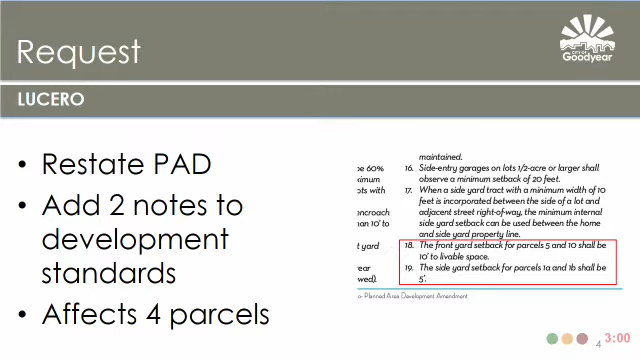 Request
CITY OF
Goodyear
LUCERO
• Restate PAD
• Add 2 notes to
development
standards
• Affects 4 parcels
be 60%
ximum
ots with
ncroach
han 10' to
t yard
ear
wed).
maintained.
16. Side-entry garages on lots 1/2-acre or larger shall
observe a minimum setback of 20 feet.
17. When a side yard tract with a minimum width of 10
feet is incorporated between the side of a lot and
adjacent street right-of-way, the minimum internal
side yard setback can be used between the home
and side yard property line.
18. The front yard setback for parcels 5 and 10 shall be
10' to livable space.
19. The side yard setback for parcels 1a and 1b shall be
5'.
o- Planned Area Development Amendment
4
3:00